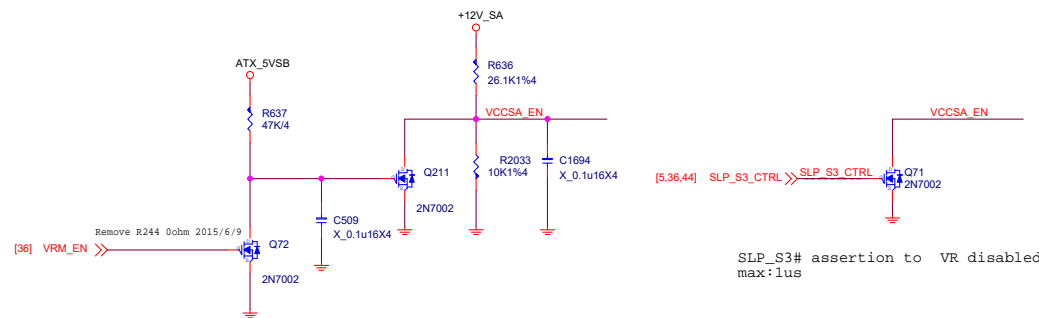 +12V_SA
ATX_5VSB
R636
26.1K1%4
R637
47K/4
VCCSA_EN
VCCSA_EN
Q211
2N7002
R2033
10K1%4
C1694
X_0.1u16X4
[5,36,44] SLP_S3_CTRL SLP_S3_CTRL
Q71
2N7002
C509
X_0.1u16X4
Remove R244 0ohm 2015/6/9
[36] VRM_EN
Q72
2N7002
SLP_S3# assertion to VR disabled
max:1us